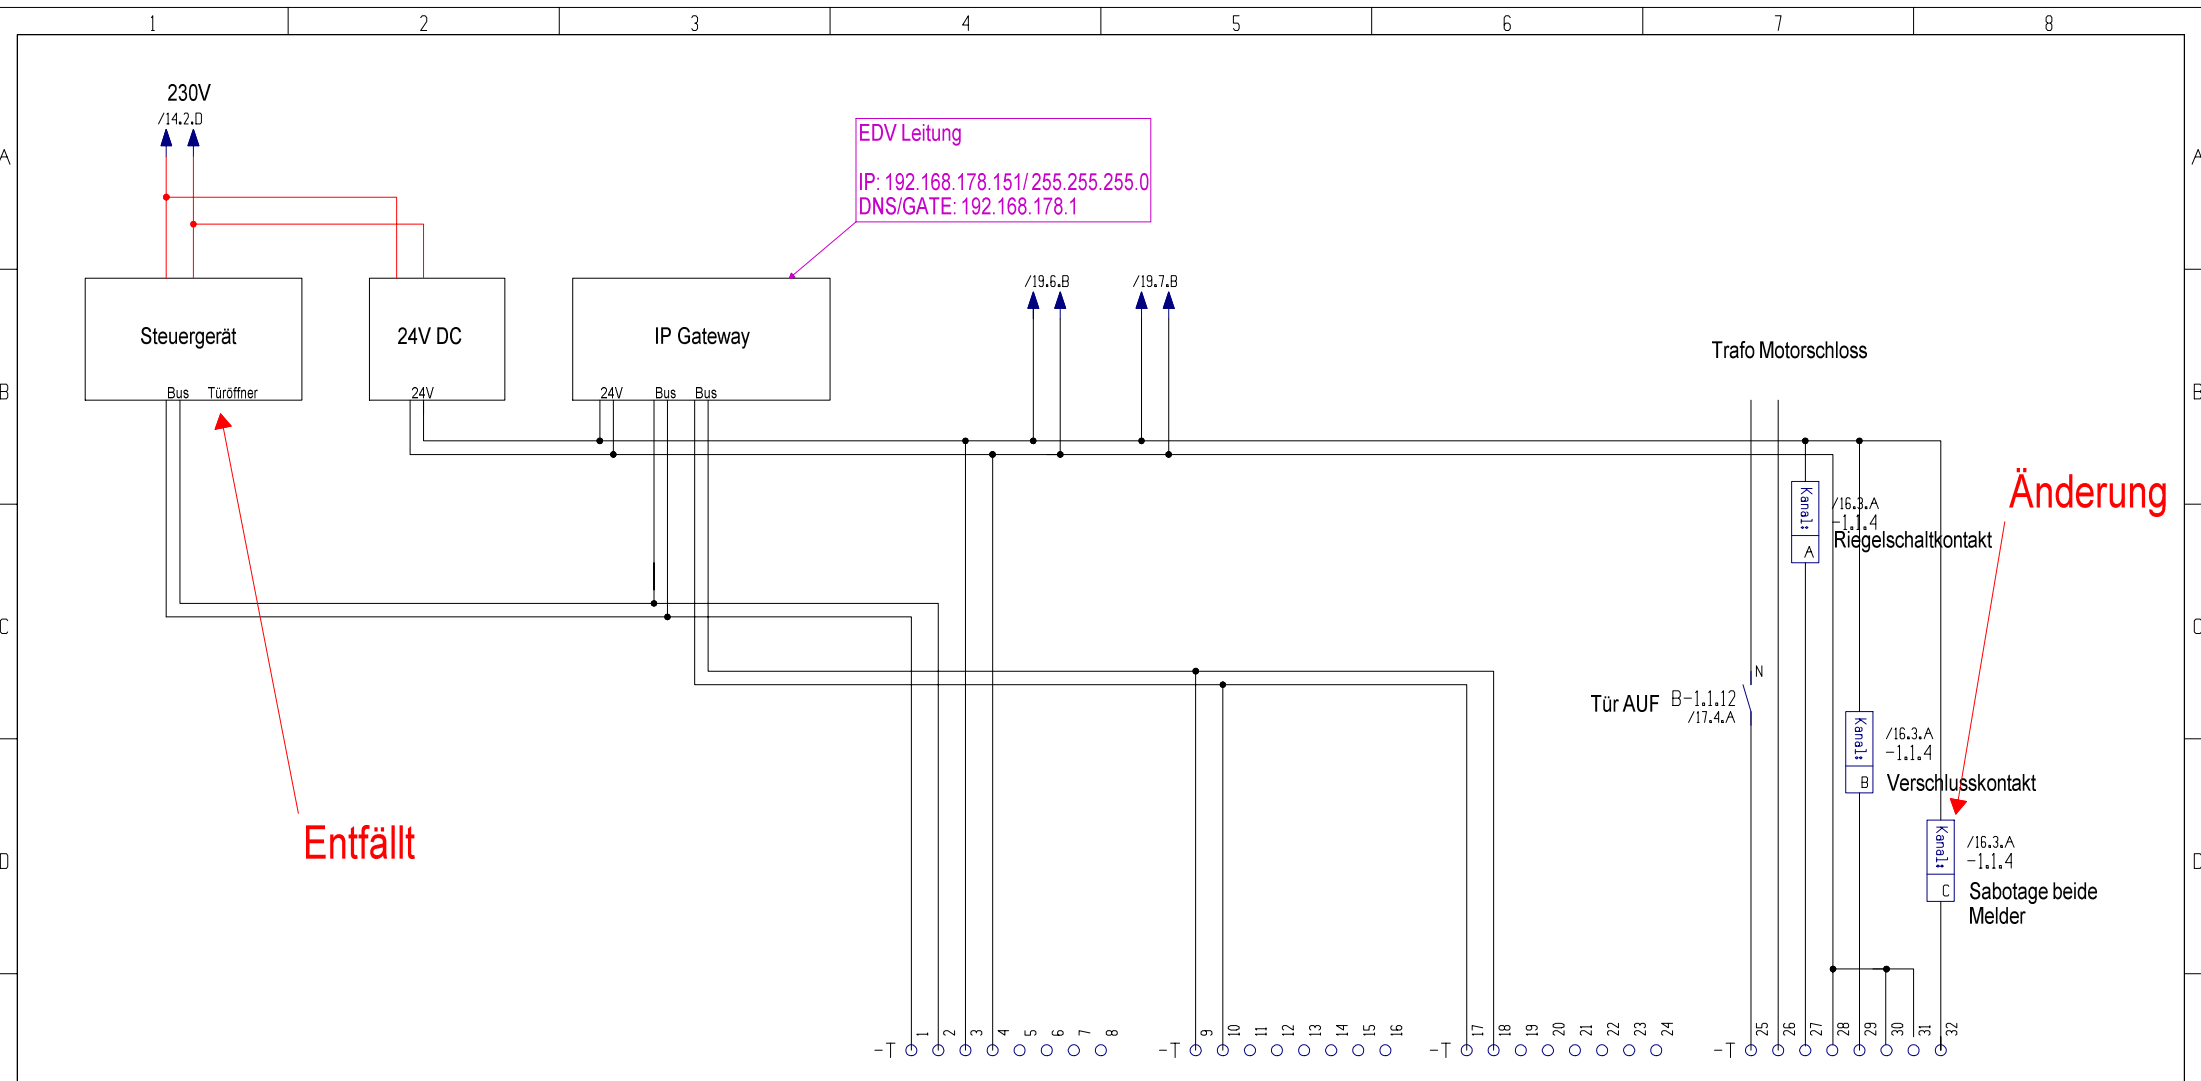 1 2 3 4 5 6 7 8
230V
/14.2.D
A A
EDV Leitung
IP: 192.168.178.151/ 255.255.255.0
DNS/GATE: 192.168.178.1
/19.6.B /19.7.B
Steuergerät 24V DC IP Gateway
Trafo Motorschloss
B B
Bus Türöffner 24V 24V Bus Bus
Änderung
Kanal:
A
/16.3.A
-1.1.4
Riegelschaltkontakt
C C
N
Tür AUF B-1.1.12
/17.4.A
Kanal:
B
/16.3.A
-1.1.4
Verschlusskontakt
Entfällt
D D
Kanal:
C
/16.3.A
-1.1.4
Sabotage beide
Melder
-T 1 2 3 4 5 6 7 8
-T 9 10 11 12 13 14 15 16
-T 17 18 19 20 21 22 23 24
-T 25 26 27 28 29 30 31 32